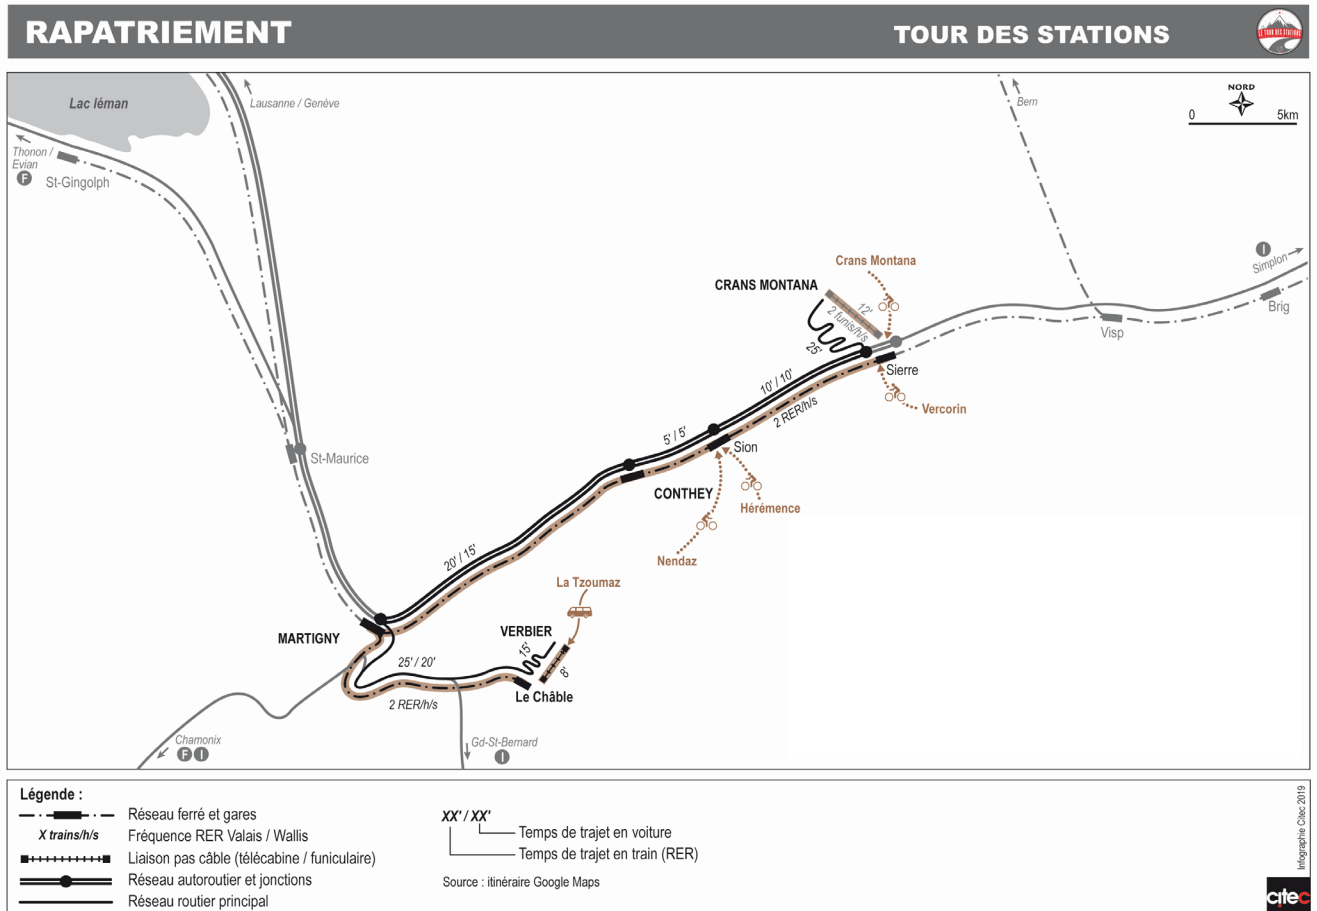 RAPATRIEMENT
TOUR DES STATIONS
LE TOUR DES STATIONS
Lac léman
Lausanne / Genève
Bern
NORD
0 5km
Thonon /
Evian
F
St-Gingolph
I
Simplon
Brig
Visp
Crans Montana
CRANS MONTANA
12'
2 funis/h/s
25'
Sierre
Vercorin
10' / 10'
2 RER/h/s
5' / 5'
Sion
St-Maurice
CONTHEY
Hérémence
Nendaz
20' / 15'
La Tzoumaz
MARTIGNY
VERBIER
15'
8'
25' / 20'
Le Châble
2 RER/h/s
Chamonix
F I
Gd-St-Bernard
I
Légende :
Réseau ferré et gares
X trains/h/s
Fréquence RER Valais / Wallis
Liaison pas câble (télécabine / funiculaire)
Réseau autoroutier et jonctions
Réseau routier principal
XX' / XX'
Temps de trajet en voiture
Temps de trajet en train (RER)
Source : itinéraire Google Maps
Infographie Citec 2019
citec